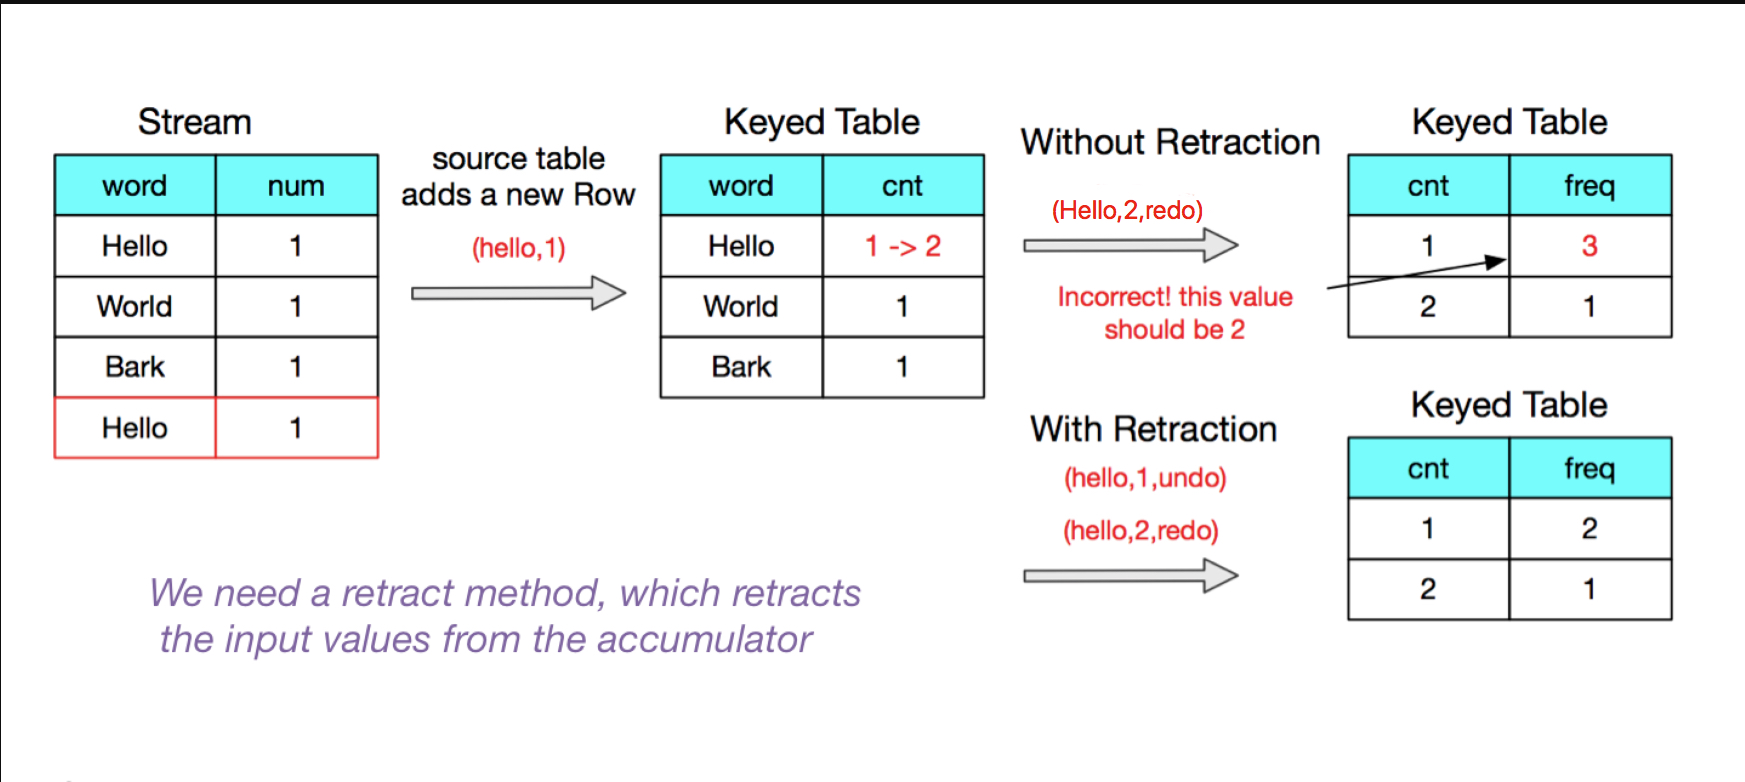 Stream
word num
Hello 1
World 1
Bark 1
Hello 1
source table
adds a new Row
(hello,1)
Keyed Table
word cnt
Hello 1 -> 2
World 1
Bark 1
Without Retraction
(Hello,2,redo)
Incorrect! this value
should be 2
Keyed Table
cnt freq
1 3
2 1
With Retraction
(hello,1,undo)
(hello,2,redo)
Keyed Table
cnt freq
1 2
2 1
We need a retract method, which retracts
the input values from the accumulator